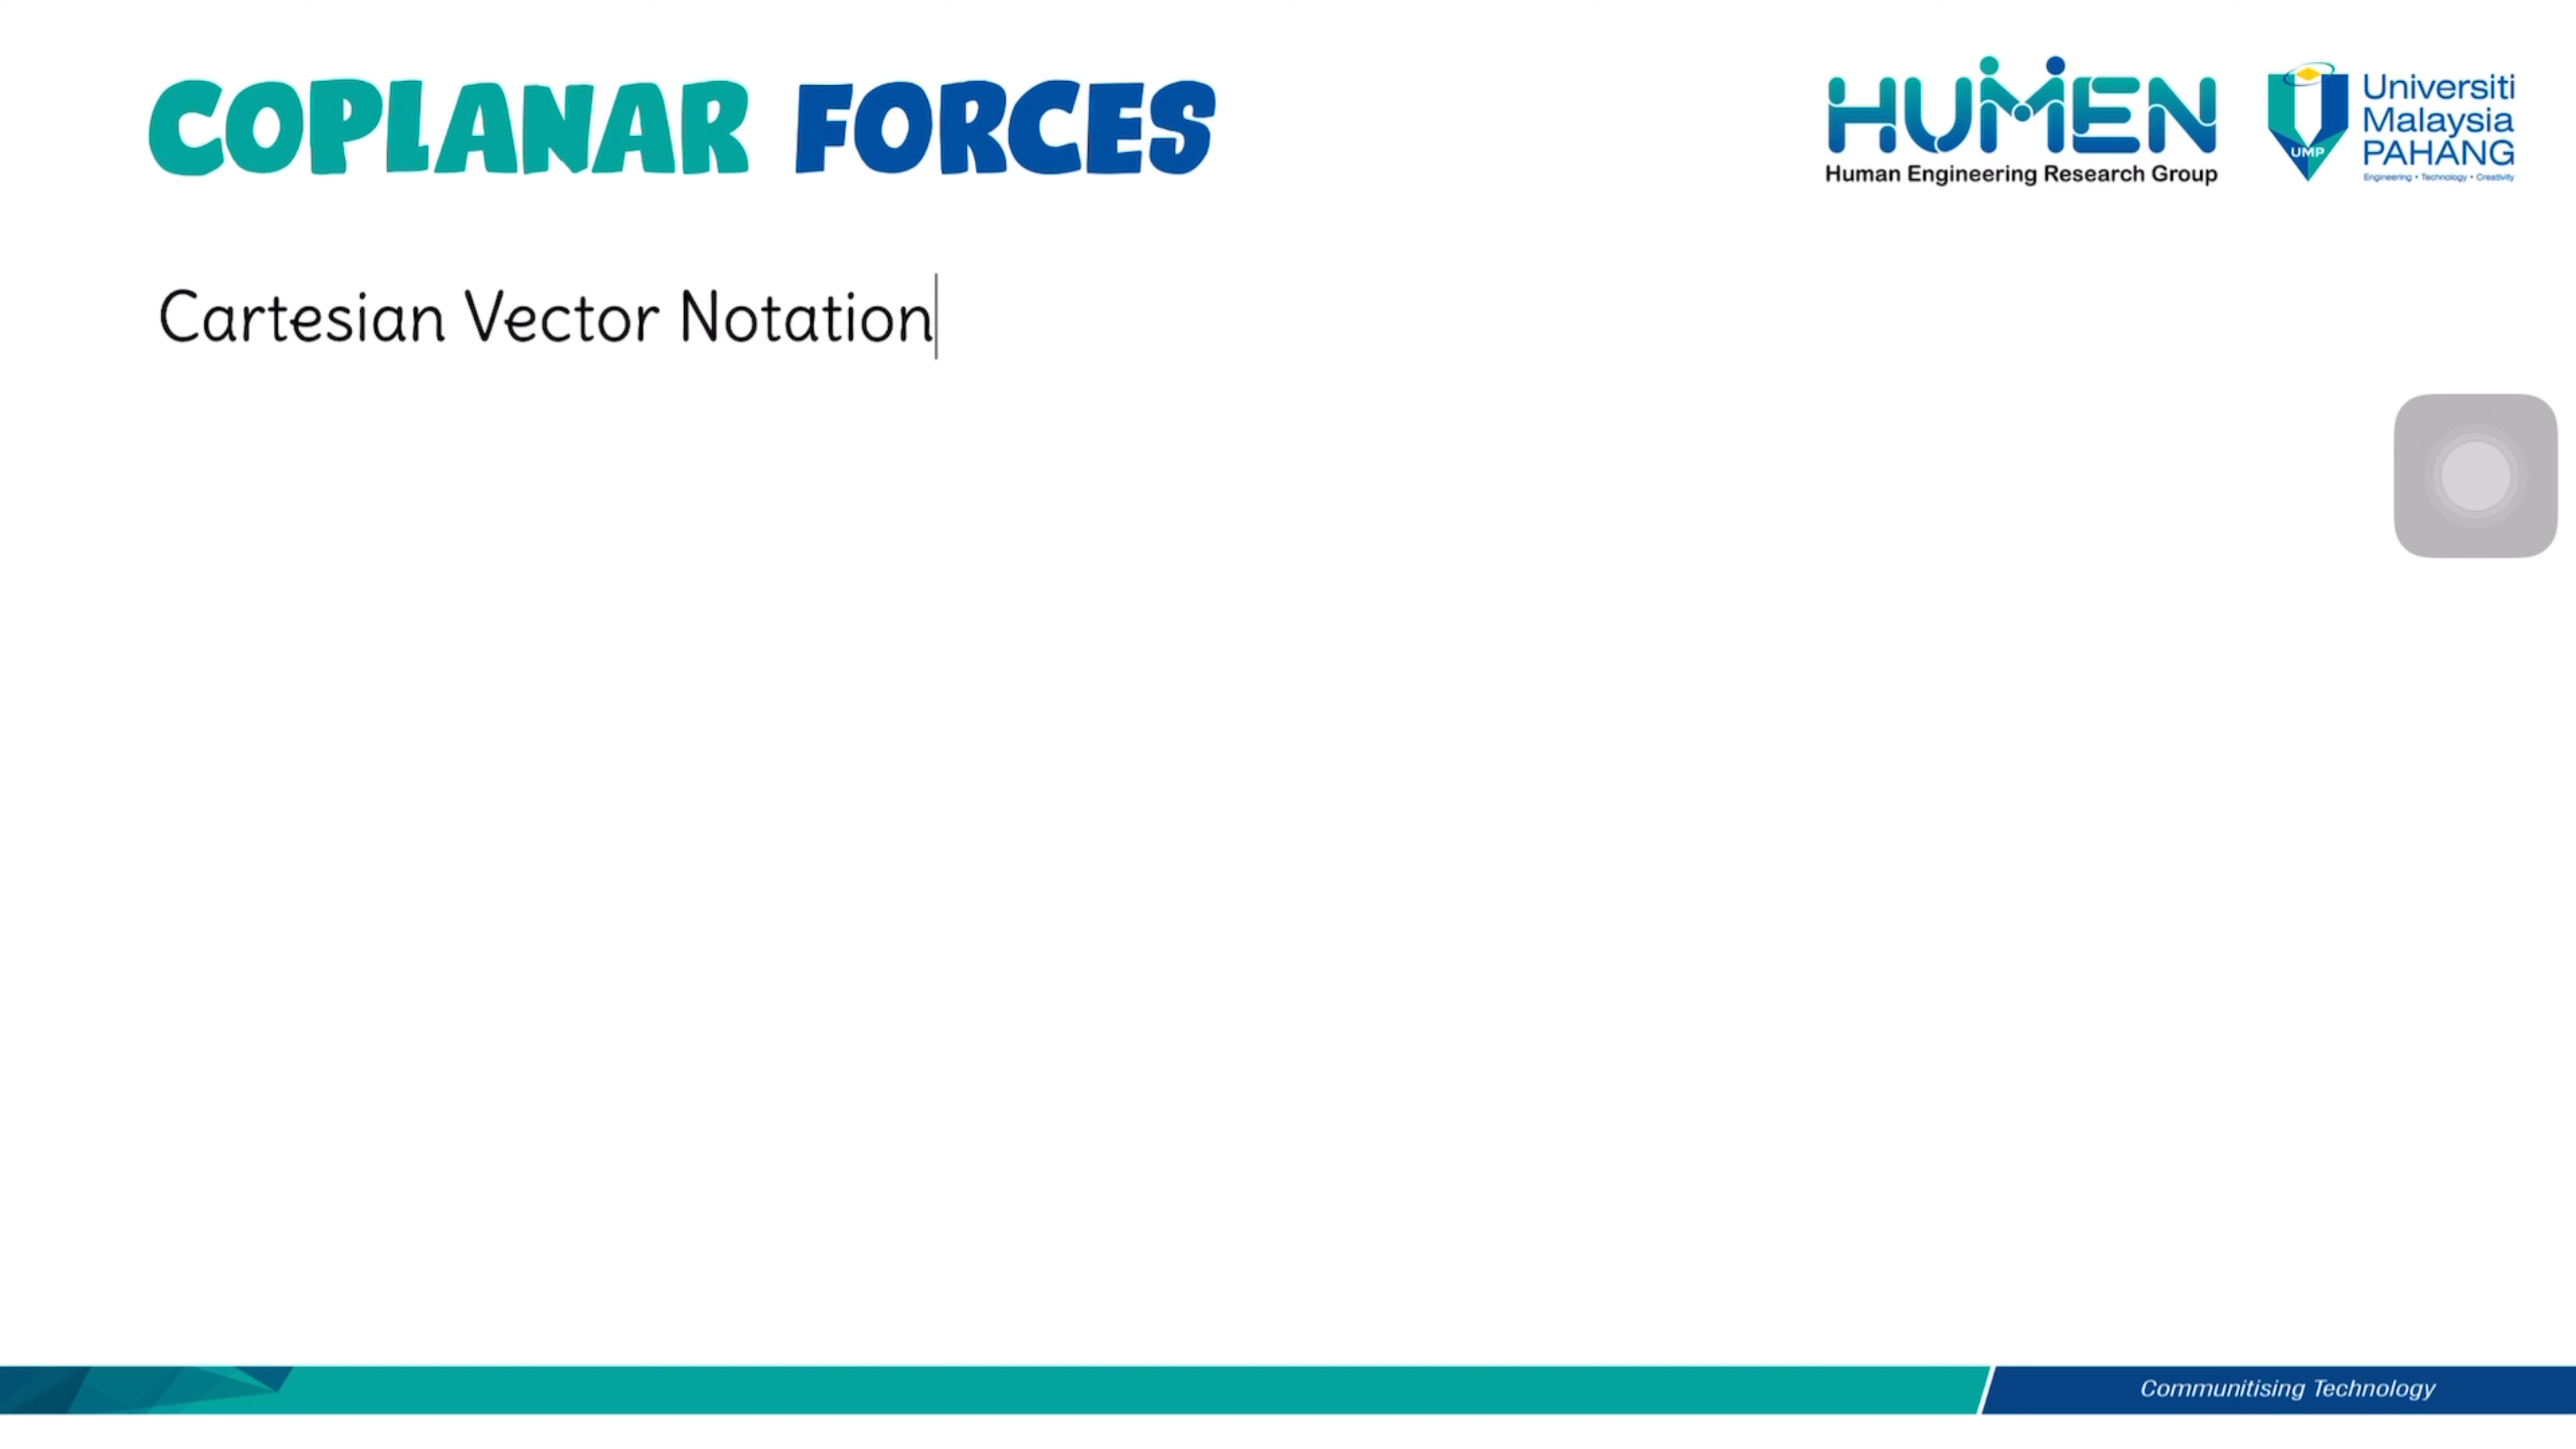 COPLANAR FORCES
HUMEN
Human Engineering Research Group
UMP
Universiti
Malaysia
PAHANG
Engineering • Technology • Creativity
Cartesian Vector Notation
Communitising Technology